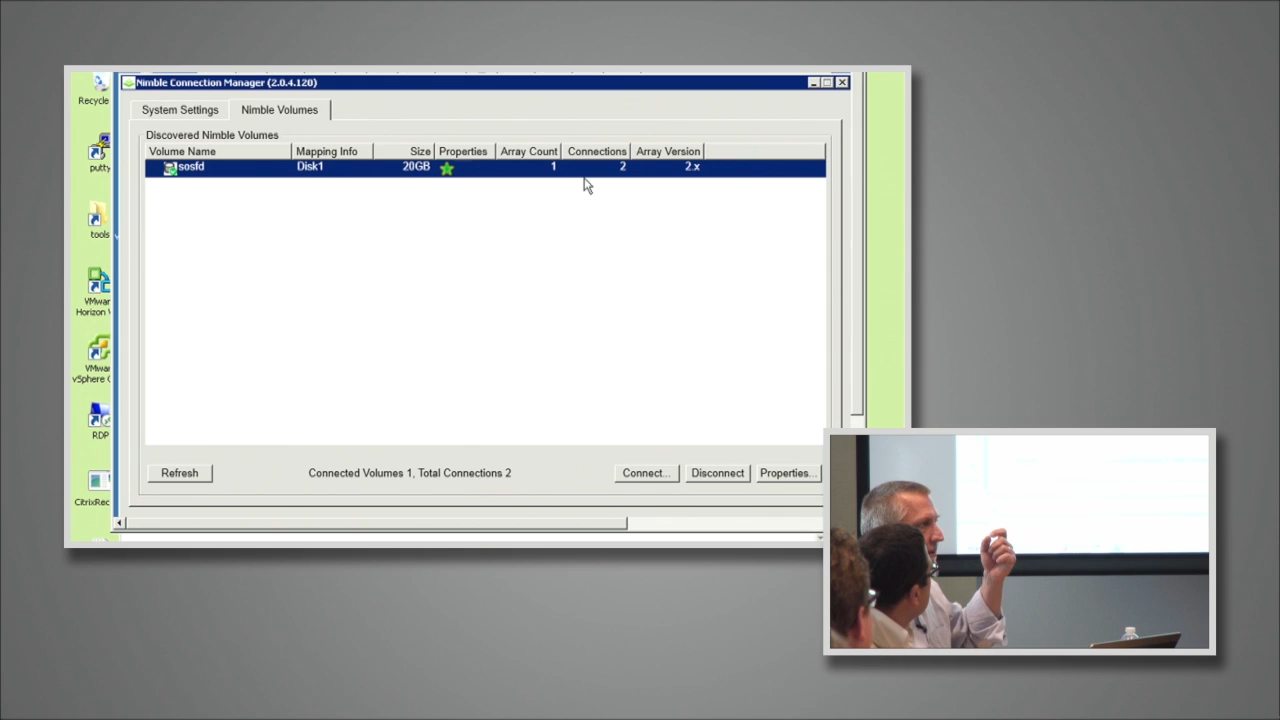 Nimble Connection Manager (2.0.4.120)
Recycle
System Settings
Nimble Volumes
Discovered Nimble Volumes
Volume Name Mapping Info Size Properties Array Count Connections Array Version
sosfd Disk1 20GB 1 2 2.x
putty
tools
VMwar
Horizon V
VMwa
vSphere C
RDP
CitrixRec
Refresh
Connected Volumes 1, Total Connections 2
Connect...
Disconnect
Properties...